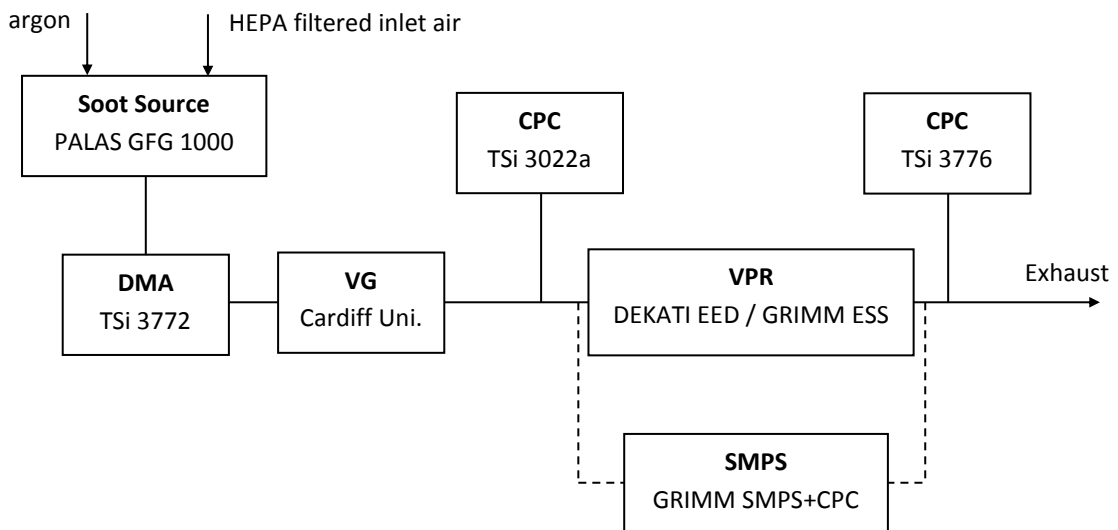 argon
HEPA filtered inlet air
Soot Source
PALAS GFG 1000
CPC
TSi 3022a
CPC
TSi 3776
DMA
TSi 3772
VG
Cardiff Uni.
VPR
DEKATI EED / GRIMM ESS
Exhaust
SMPS
GRIMM SMPS+CPC